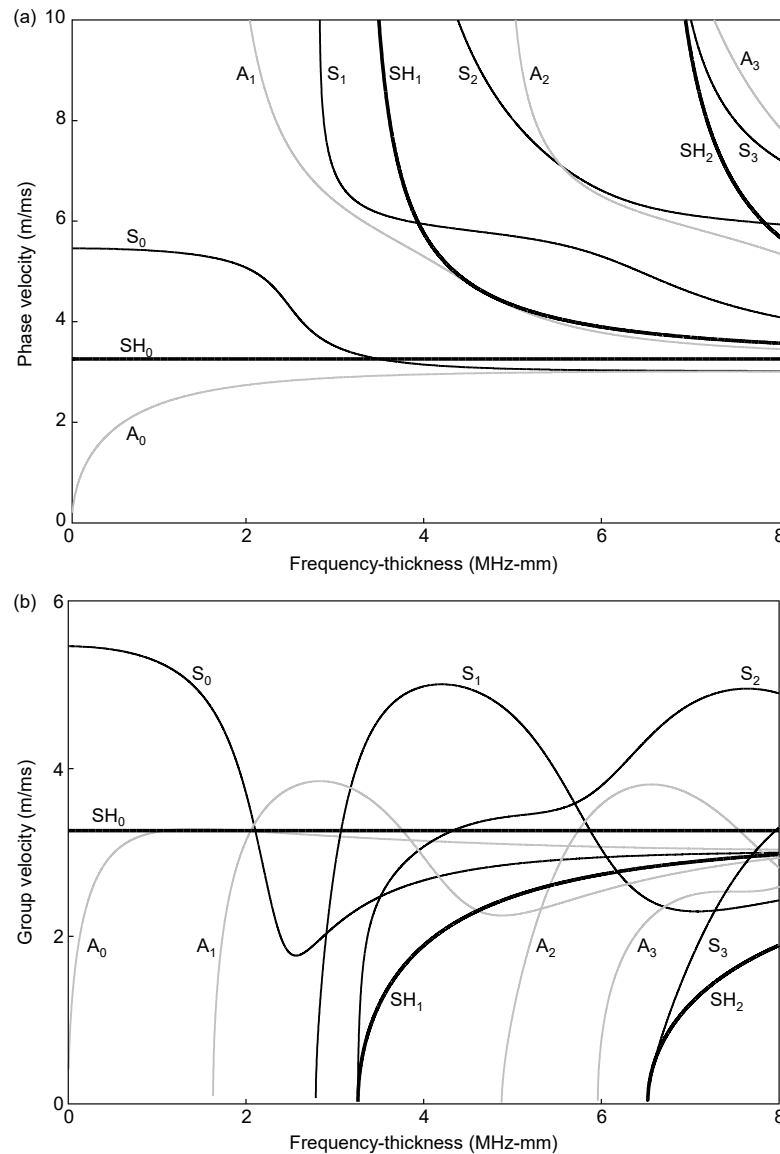 (a)
10
8
6
4
2
0
Phase velocity (m/ms)
A1
S1
SH1
S2
A2
A3
SH2
S3
S0
SH0
A0
2
4
6
8
Frequency-thickness (MHz-mm)
(b)
6
4
2
0
Group velocity (m/ms)
S0
S1
S2
SH0
A0
A1
A2
A3
S3
SH1
SH2
0
2
4
6
8
Frequency-thickness (MHz-mm)